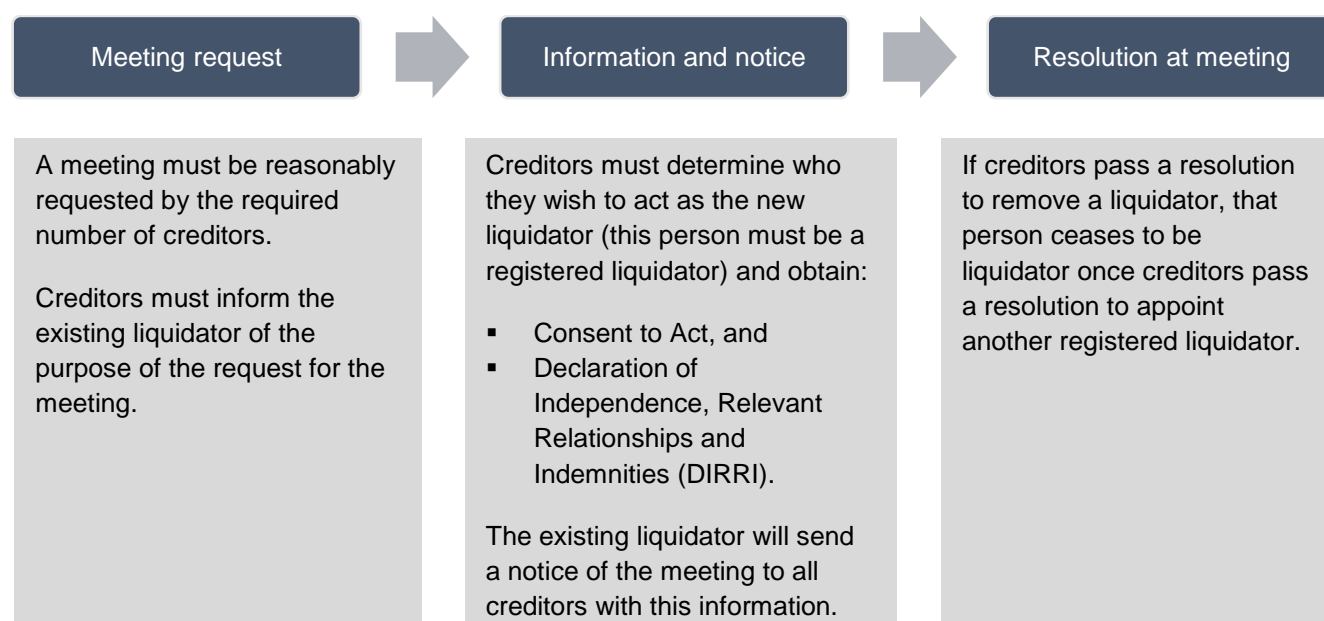 Meeting request
Information and notice
Resolution at meeting
A meeting must be reasonably
requested by the required
number of creditors.
Creditors must inform the
existing liquidator of the
purpose of the request for the
meeting.
Creditors must determine who
they wish to act as the new
liquidator (this person must be a
registered liquidator) and obtain:
▪ Consent to Act, and
▪ Declaration of
Independence, Relevant
Relationships and
Indemnities (DIRRI).
The existing liquidator will send
a notice of the meeting to all
creditors with this information.
If creditors pass a resolution
to remove a liquidator, that
person ceases to be
liquidator once creditors pass
a resolution to appoint
another registered liquidator.